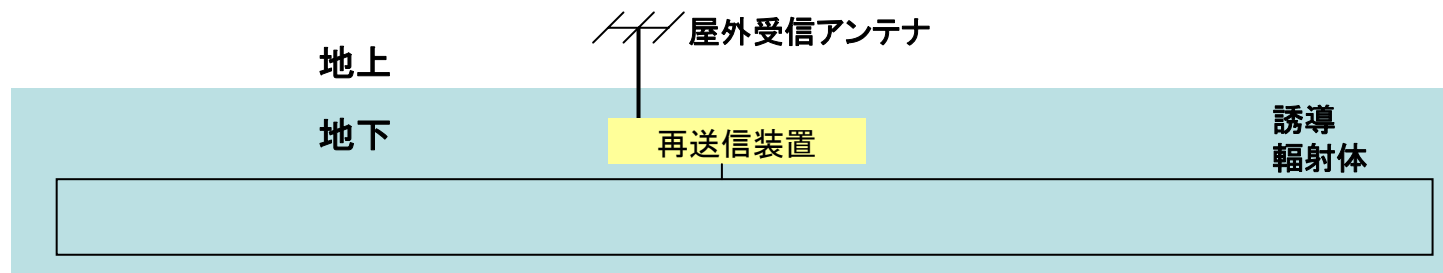 屋外受信アンテナ
地上
地下
再送信装置
誘導
輻射体